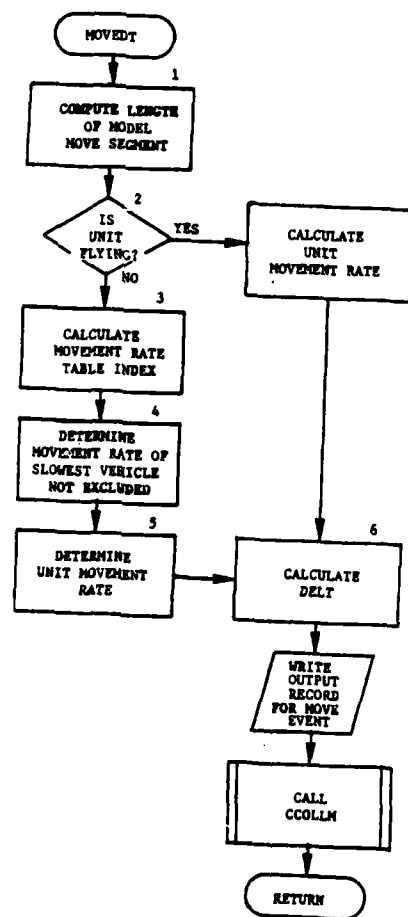 MOVEDT
1
COMPUTE LENGTH
OF MODEL
MOVE SEGMENT
2
IS
UNIT
FLYING?
YES
NO
CALCULATE
UNIT
MOVEMENT RATE
3
CALCULATE
MOVEMENT RATE
TABLE INDEX
4
DETERMINE
MOVEMENT RATE OF
SLOWEST VEHICLE
NOT EXCLUDED
5
DETERMINE
UNIT MOVEMENT
RATE
6
CALCULATE
DELT
WRITE
OUTPUT
RECORD
FOR MOVE
EVENT
CALL
CCOLLM
RETURN